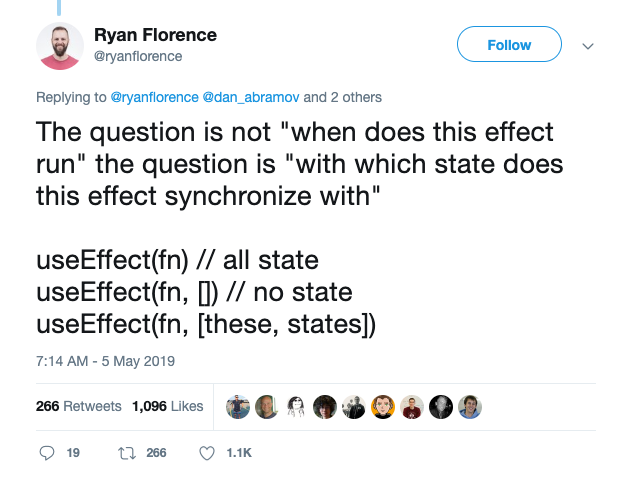 Ryan Florence
@ryanflorence
Follow
Replying to @ryanflorence @dan_abramov and 2 others
The question is not "when does this effect
run" the question is "with which state does
this effect synchronize with"
useEffect(fn) // all state
useEffect(fn, []) // no state
useEffect(fn, [these, states])
7:14 AM - 5 May 2019
266 Retweets 1,096 Likes
19 266 1.1K